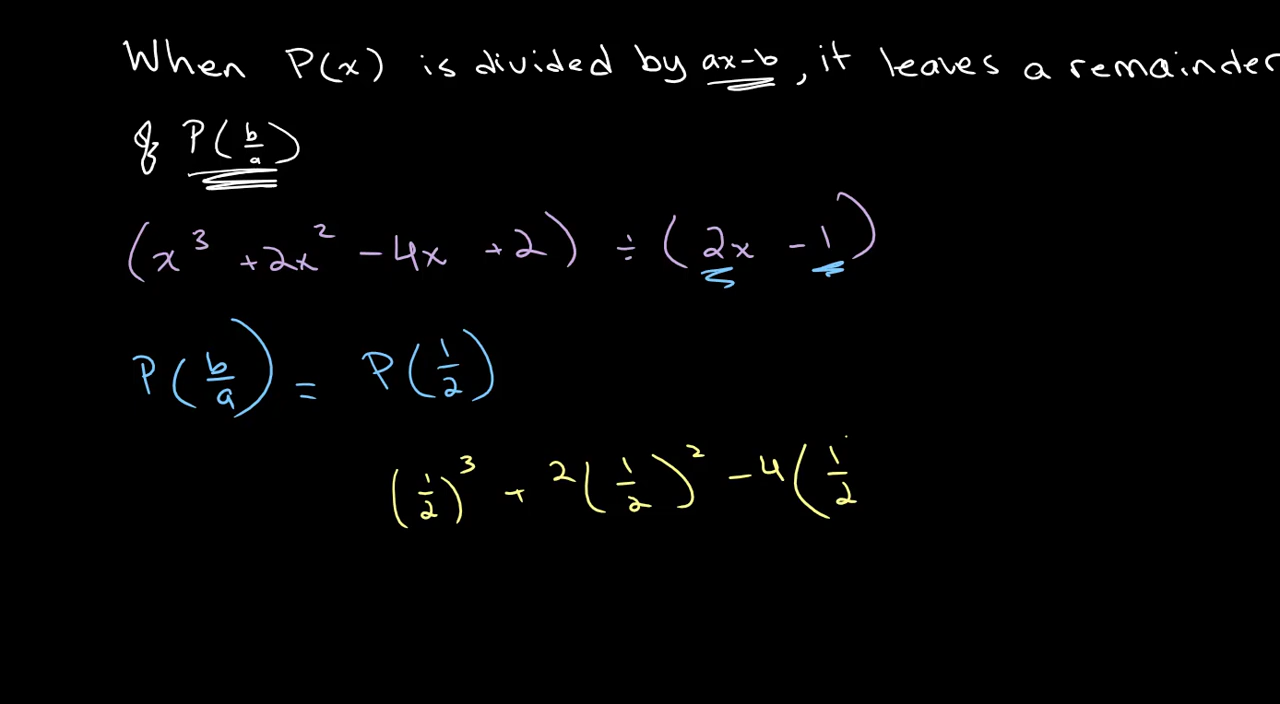 When P(x) is divided by ax-b, it leaves a remainder
of P(b/a)
(x³ + 2x² - 4x + 2) ÷ (2x - 1)
P(b/a) = P(1/2)
(1/2)³ + 2(1/2)² - 4(1/2